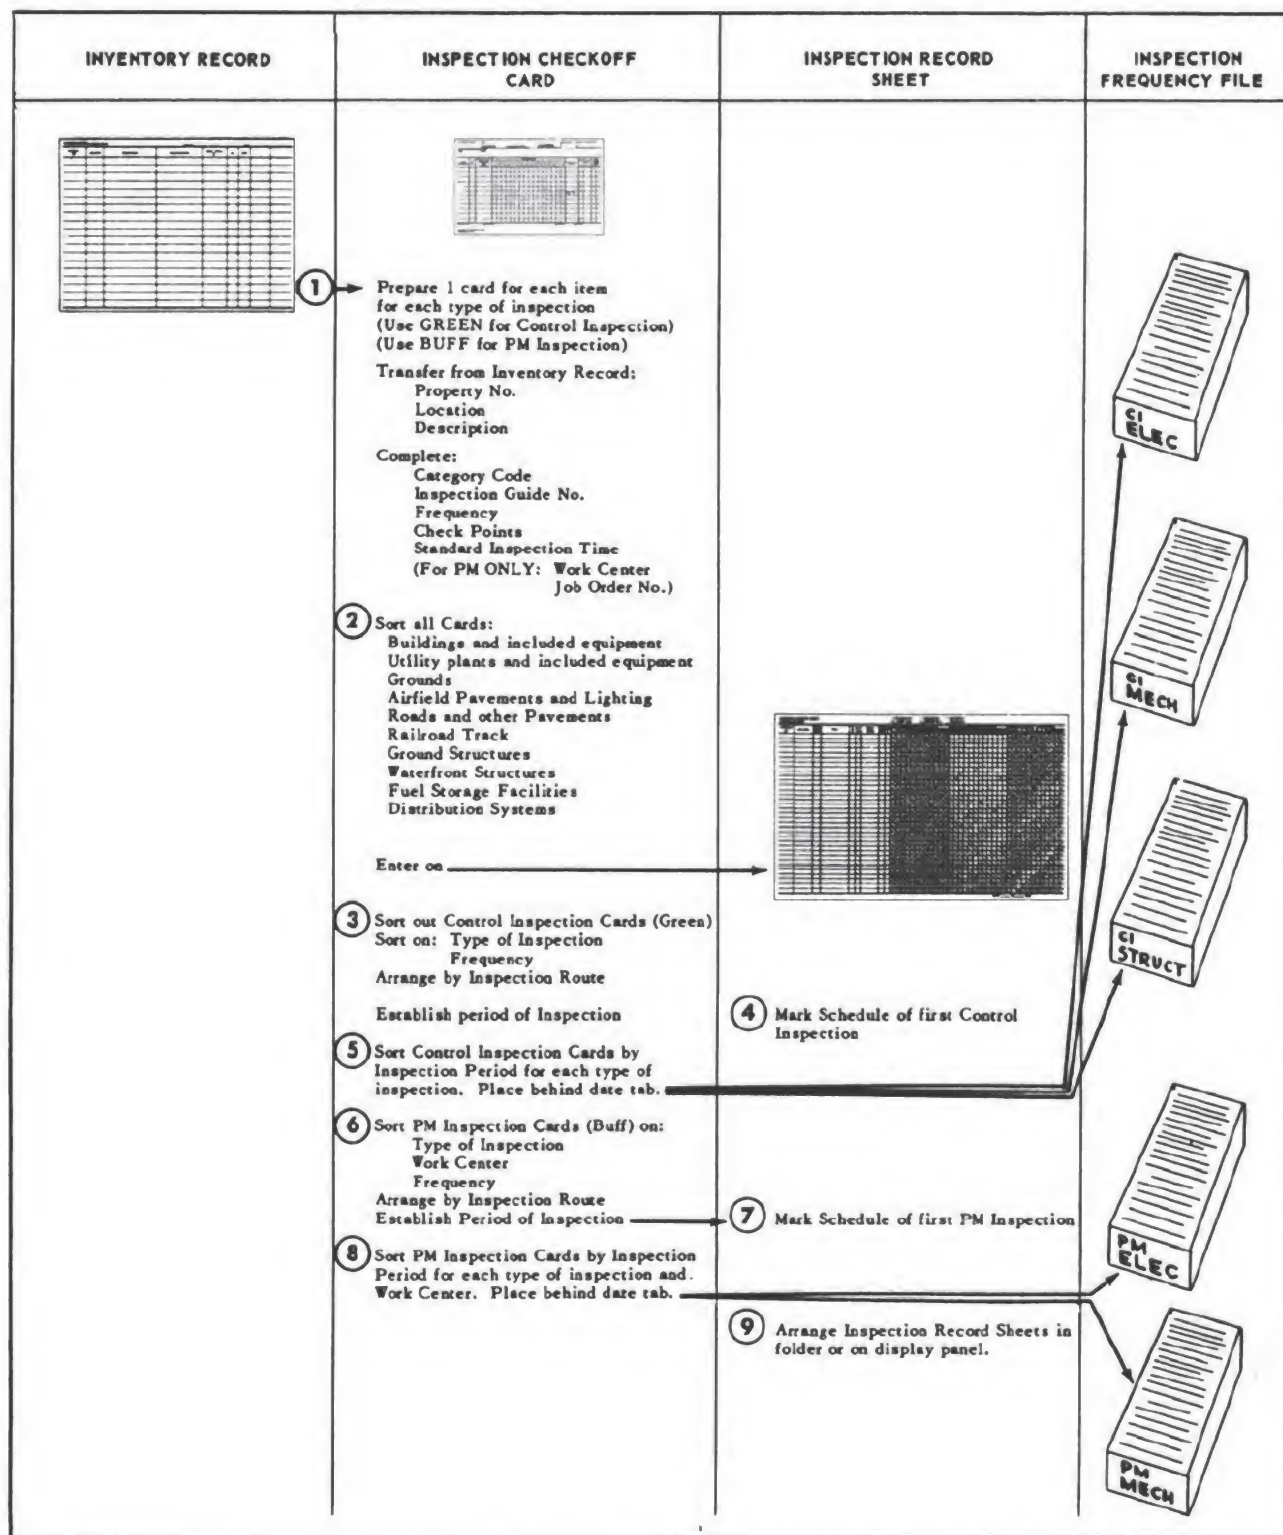 INVENTORY RECORD
INSPECTION CHECKOFF
CARD
INSPECTION RECORD
SHEET
INSPECTION
FREQUENCY FILE
1
Prepare 1 card for each item
for each type of inspection
(Use GREEN for Control Inspection)
(Use BUFF for PM Inspection)
Transfer from Inventory Record:
Property No.
Location
Description
Complete:
Category Code
Inspection Guide No.
Frequency
Check Points
Standard Inspection Time
(For PM ONLY: Work Center
Job Order No.)
2 Sort all Cards:
Buildings and included equipment
Utility plants and included equipment
Grounds
Airfield Pavements and Lighting
Roads and other Pavements
Railroad Track
Ground Structures
Waterfront Structures
Fuel Storage Facilities
Distribution Systems
Enter on
3 Sort out Control Inspection Cards (Green)
Sort on: Type of Inspection
Frequency
Arrange by Inspection Route
Establish period of Inspection
4 Mark Schedule of first Control
Inspection
5 Sort Control Inspection Cards by
Inspection Period for each type of
inspection. Place behind date tab.
6 Sort PM Inspection Cards (Buff) on:
Type of Inspection
Work Center
Frequency
Arrange by Inspection Route
Establish Period of Inspection
7 Mark Schedule of first PM Inspection
8 Sort PM Inspection Cards by Inspection
Period for each type of inspection and.
Work Center. Place behind date tab.
9 Arrange Inspection Record Sheets in
folder or on display panel.
CI
ELEC
CI
MECH
CI
STRUCT
PM
ELEC
PM
MECH